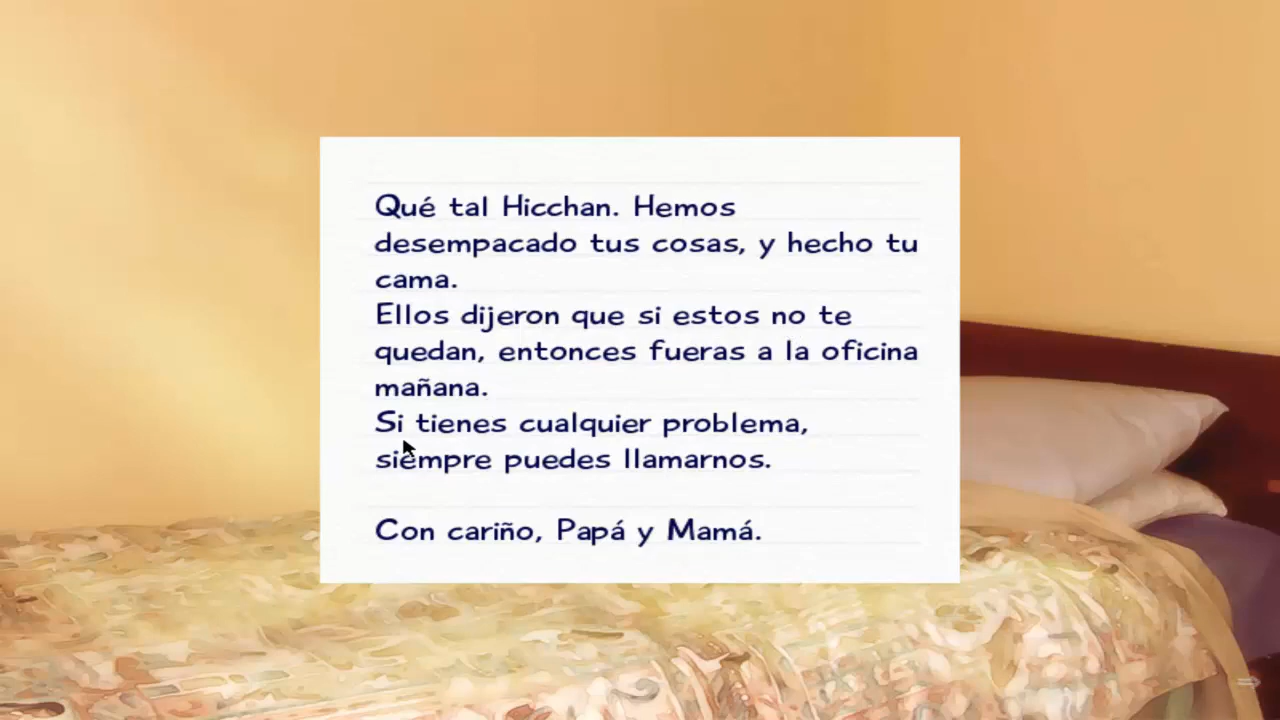 Qué tal Hicchan. Hemos
desempacado tus cosas, y hecho tu
cama.
Ellos dijeron que si estos no te
quedan, entonces fueras a la oficina
mañana.
Si tienes cualquier problema,
siempre puedes llamarnos.
Con cariño, Papá y Mamá.